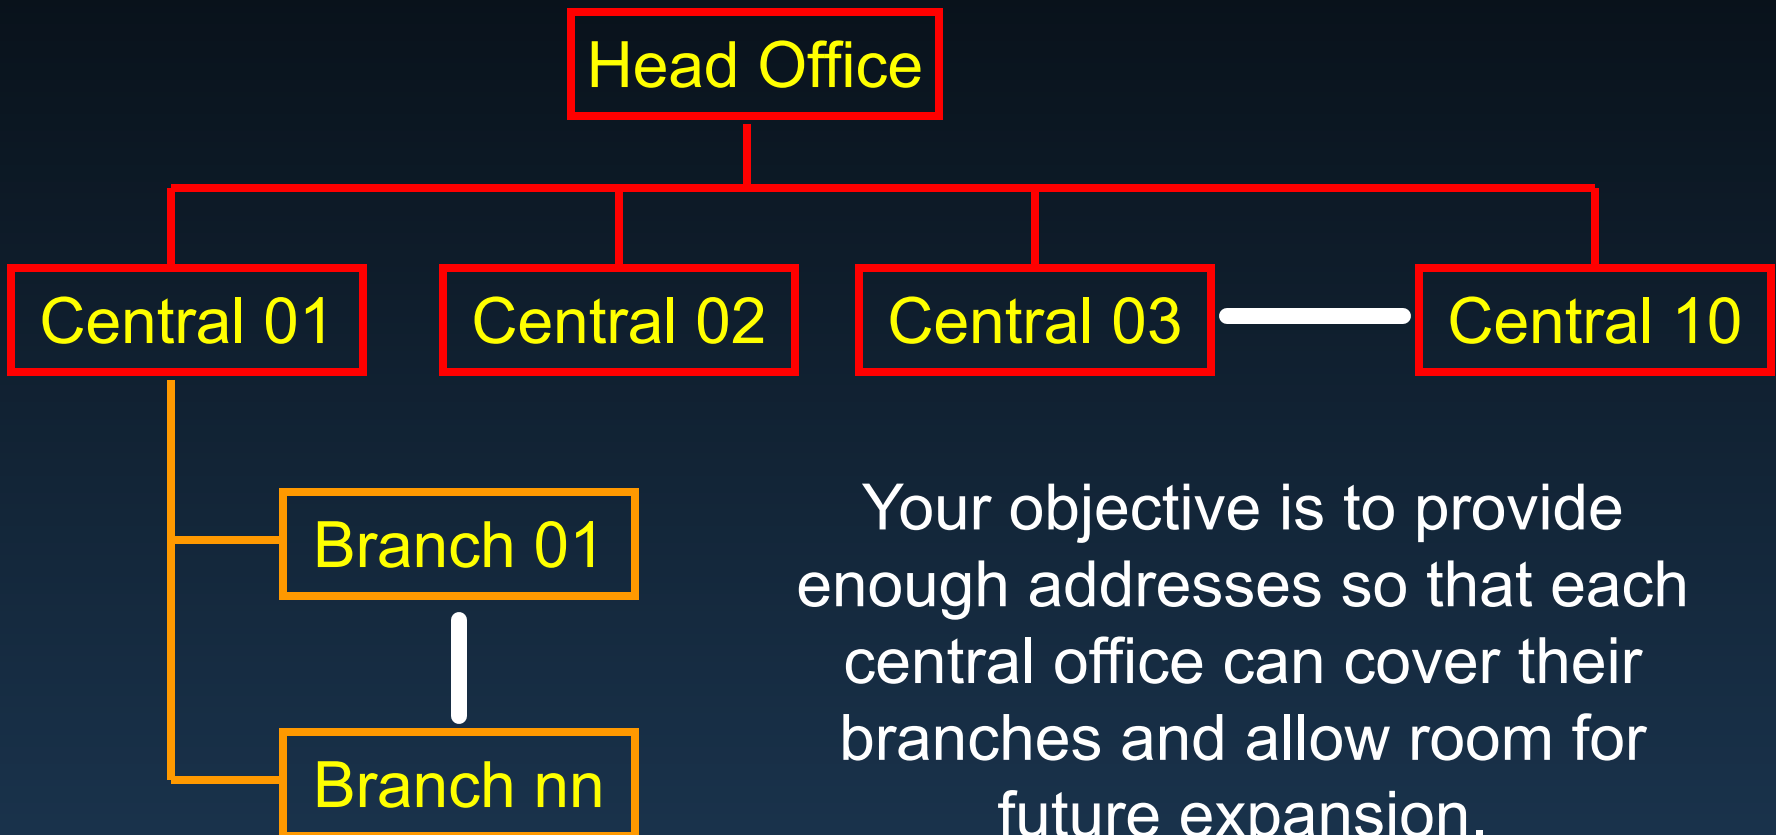 Head Office
Central 01
Central 02
Central 03
Central 10
Branch 01
Branch nn
Your objective is to provide
enough addresses so that each
central office can cover their
branches and allow room for
future expansion.